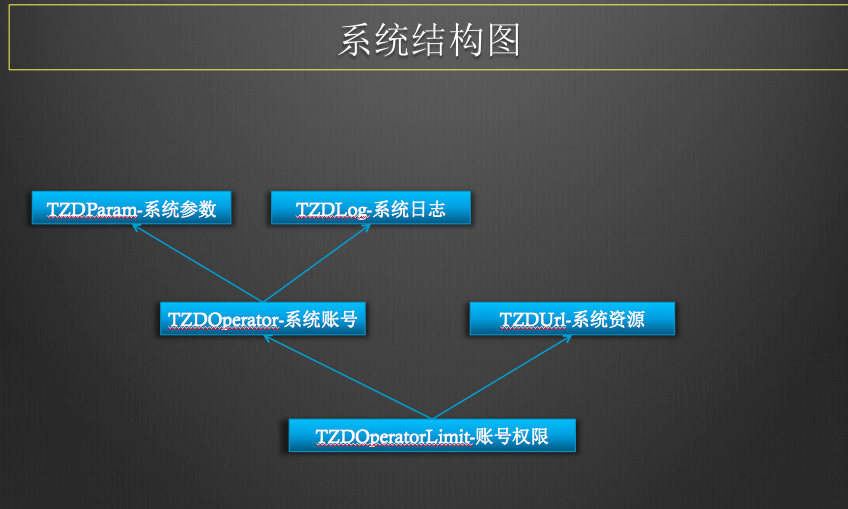 系统结构图
TZDParam-系统参数
TZDLog-系统日志
TZDOperator-系统账号
TZDUrl-系统资源
TZDOperatorLimit-账号权限